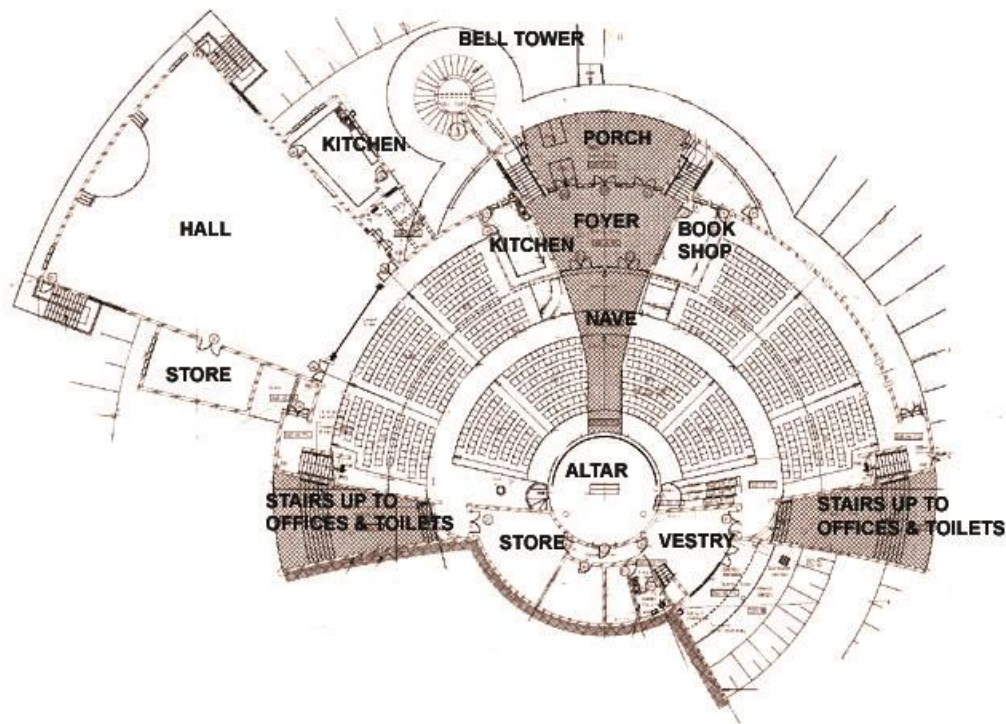 BELL TOWER
PORCH
KITCHEN
HALL
FOYER
KITCHEN
BOOK
SHOP
NAVE
STORE
ALTAR
STAIRS UP TO
OFFICES & TOILETS
STAIRS UP TO
OFFICES & TOILETS
STORE
VESTRY